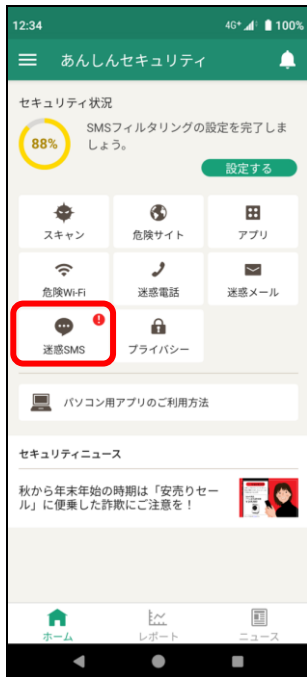 12:34 4G+ 100%
あんしんセキュリティ
セキュリティ状況
88%
SMSフィルタリングの設定を完了しま
しょう。
設定する
スキャン 危険サイト アプリ
危険Wi-Fi 迷惑電話 迷惑メール
迷惑SMS プライバシー
パソコン用アプリのご利用方法
セキュリティニュース
秋から年末年始の時期は「安売りセー
ル」に便乗した詐欺にご注意を！
ホーム レポート ニュース